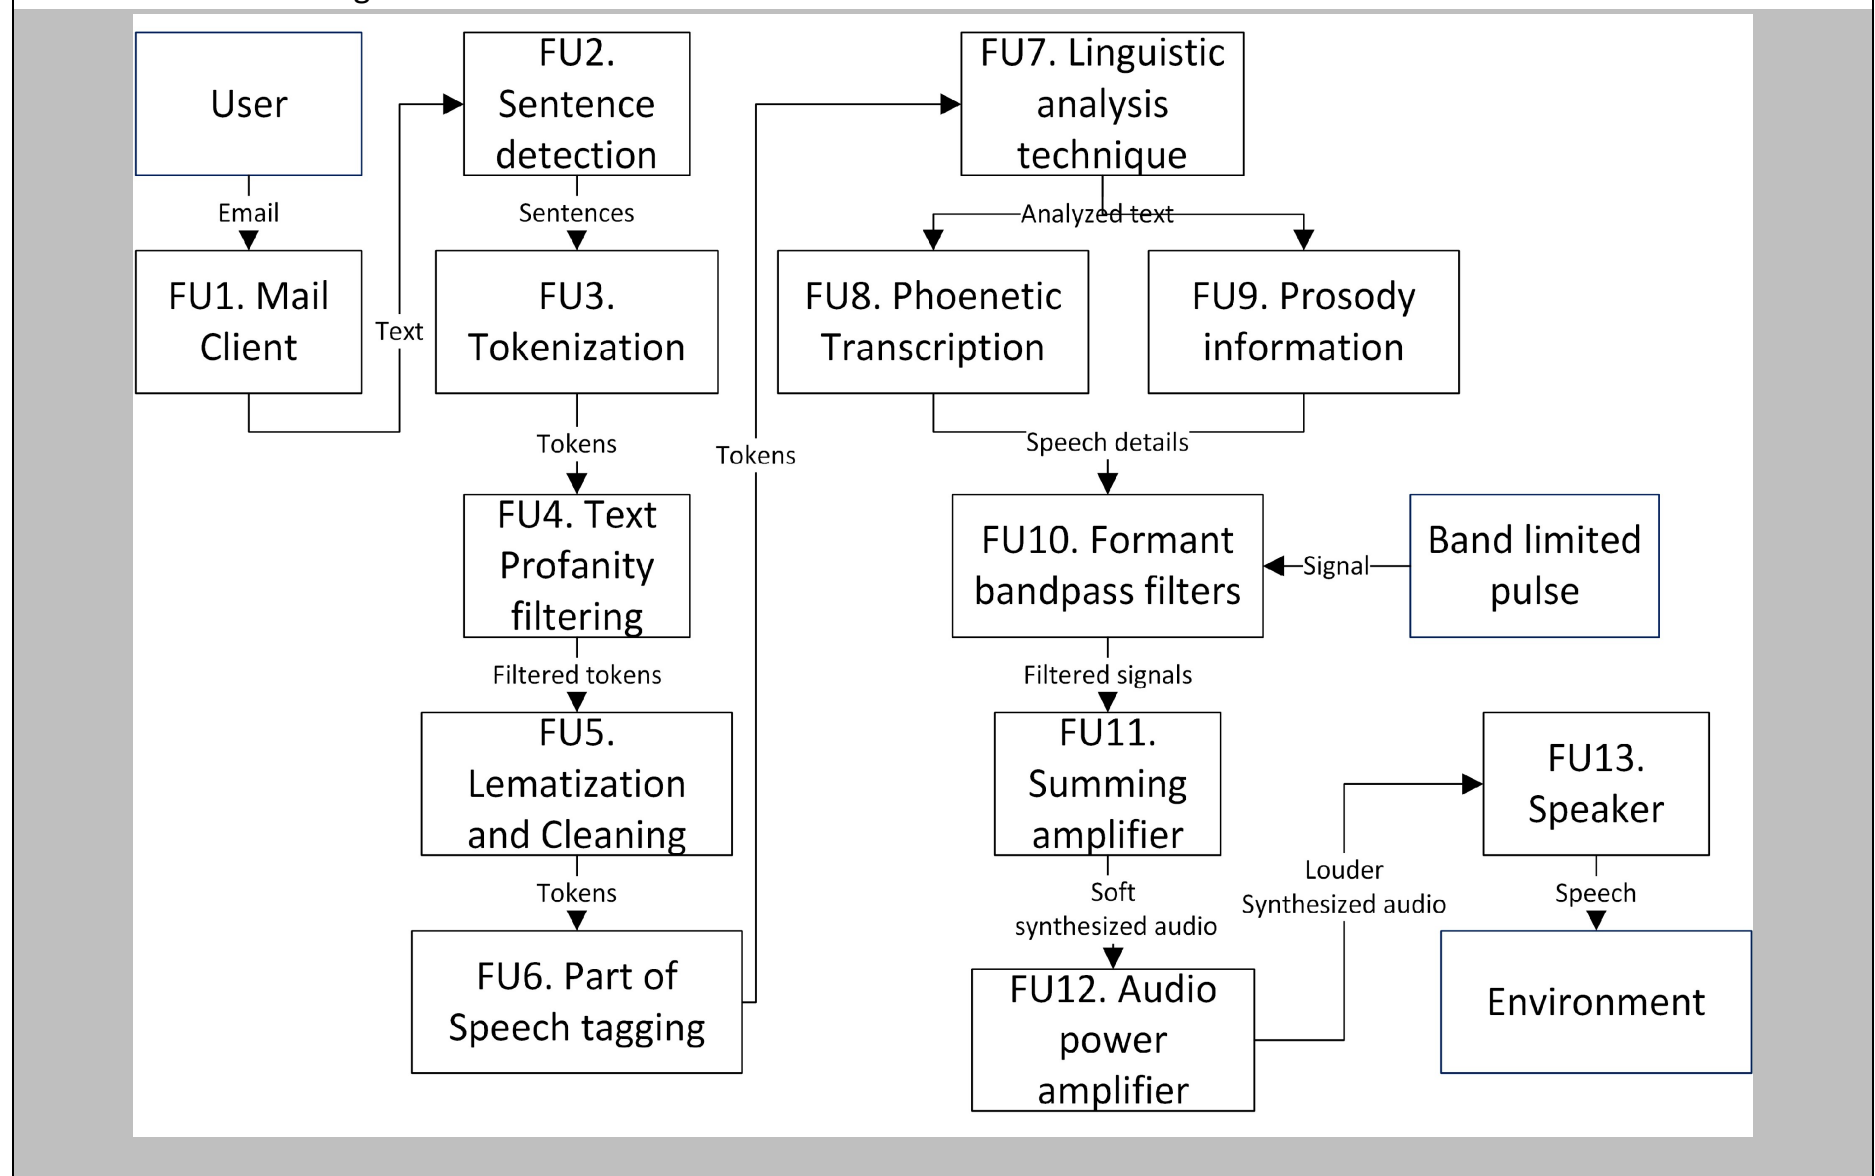 User
Email
FU1. Mail
Client
Text
FU2.
Sentence
detection
Sentences
FU3.
Tokenization
Tokens
FU4. Text
Profanity
filtering
Filtered tokens
FU5.
Lematization
and Cleaning
Tokens
FU6. Part of
Speech tagging
Tokens
FU7. Linguistic
analysis
technique
Analyzed text
FU8. Phoenetic
Transcription
FU9. Prosody
information
Speech details
FU10. Formant
bandpass filters
Signal
Band limited
pulse
Filtered signals
FU11.
Summing
amplifier
Soft
synthesized audio
FU12. Audio
power
amplifier
Louder
Synthesized audio
FU13.
Speaker
Speech
Environment